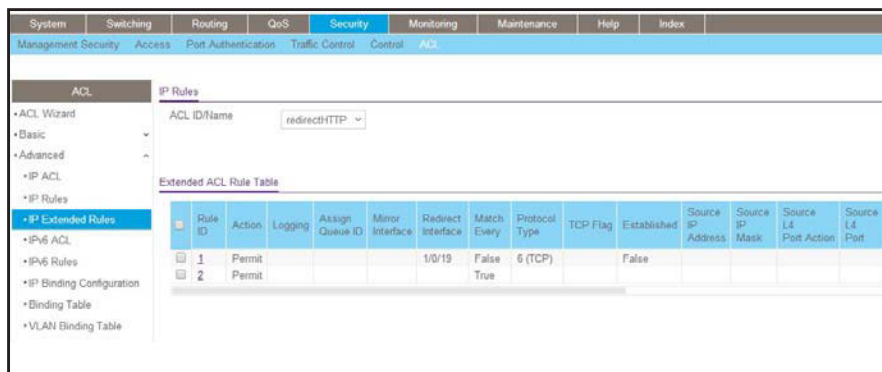 System Switching Routing QoS Security Monitoring Maintenance Help Index
Management Security Access Port Authentication Traffic Control Control ACL
ACL
• ACL Wizard
• Basic
• Advanced
• IP ACL
• IP Rules
• IP Extended Rules
• IPv6 ACL
• IPv6 Rules
• IP Binding Configuration
• Binding Table
• VLAN Binding Table
IP Rules
ACL ID/Name redirectHTTP
Extended ACL Rule Table
Rule ID Action Logging Assign Queue ID Mirror Interface Redirect Interface Match Every Protocol Type TCP Flag Established Source IP Address Source IP Mask Source L4 Port Action Source L4 Port
1 Permit 1/0/19 False 6 (TCP) False
2 Permit True